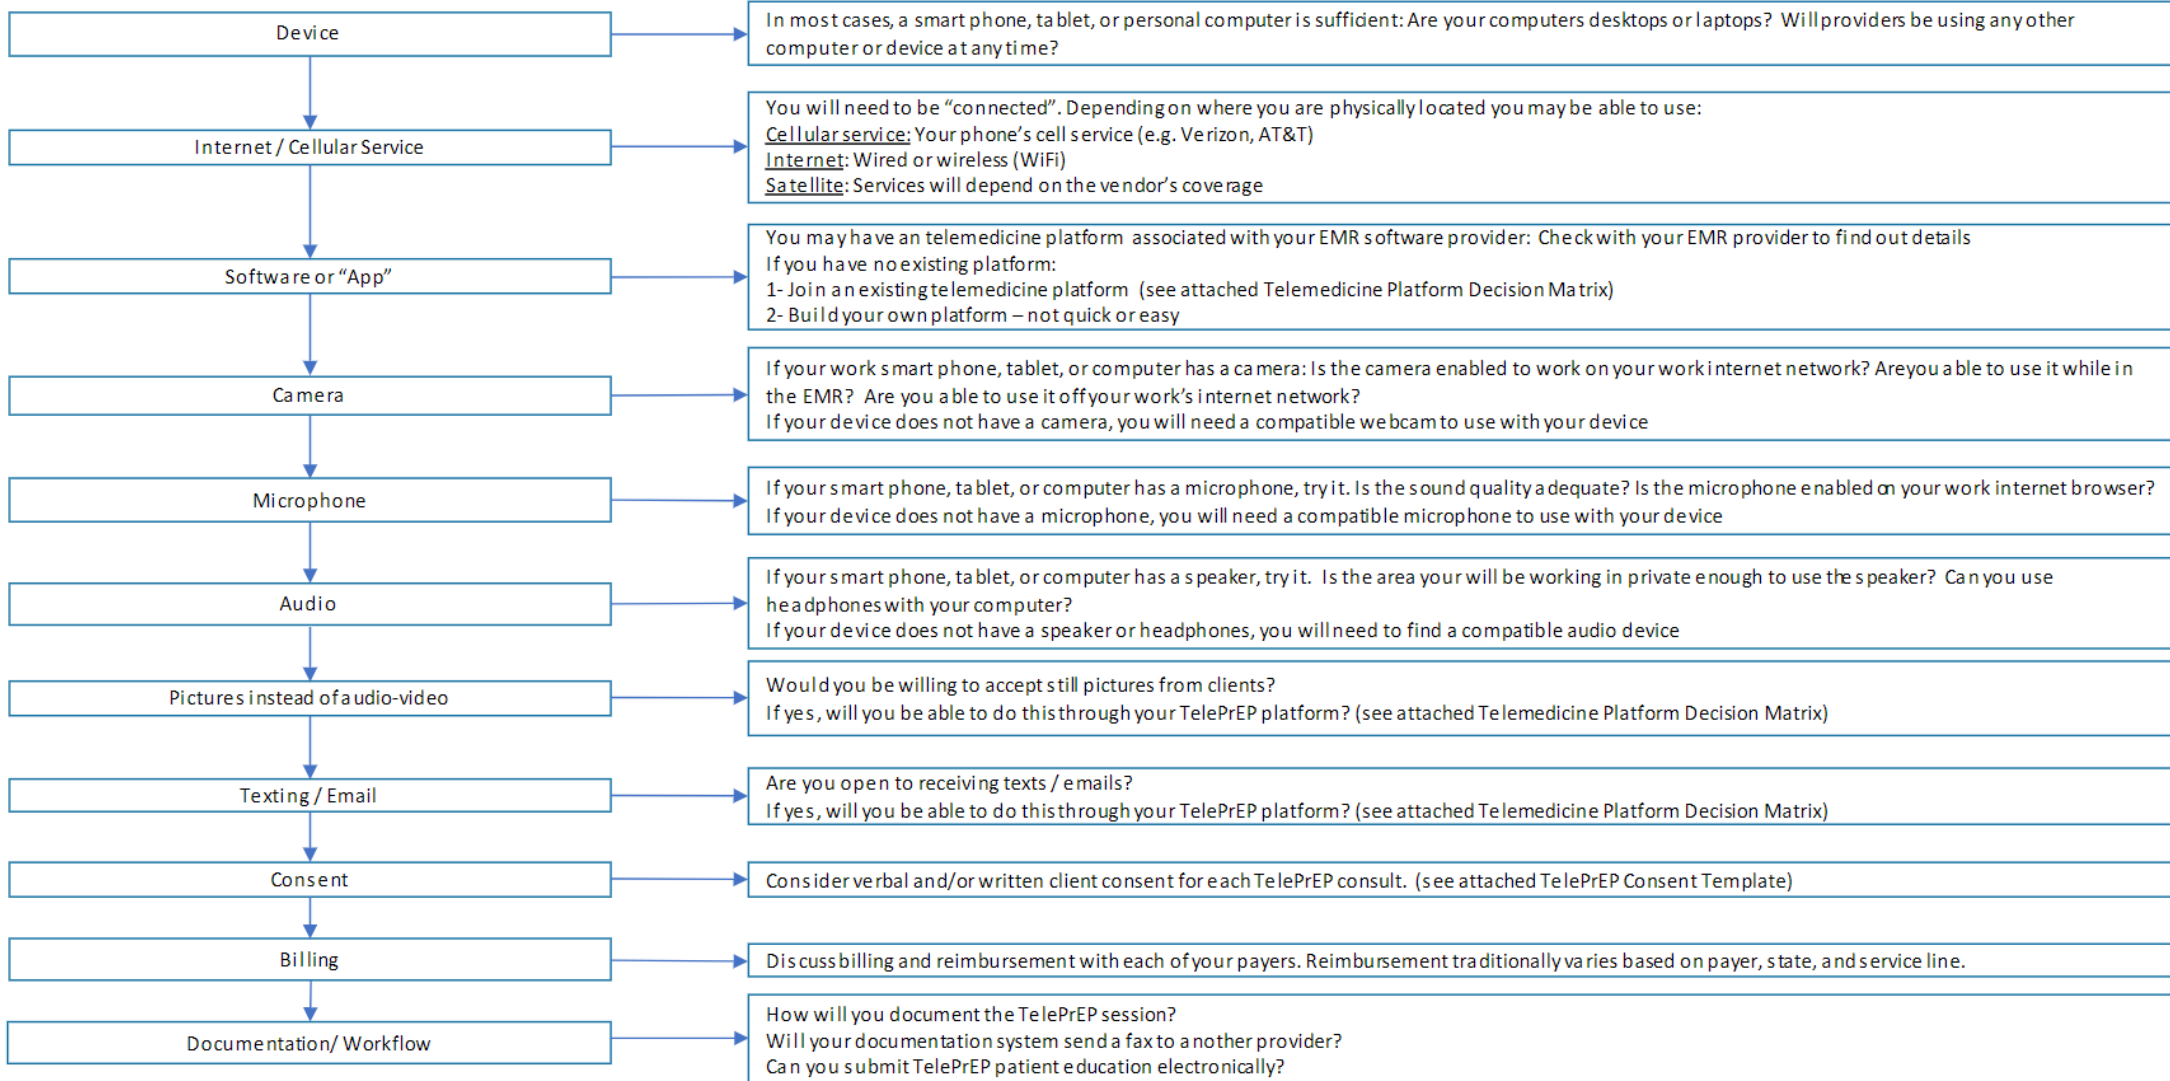 Device
In most cases, a smart phone, tablet, or personal computer is sufficient: Are your computers desktops or laptops? Will providers be using any other
computer or device at any time?
Internet / Cellular Service
You will need to be “connected”. Depending on where you are physically located you may be able to use:
Cellular service: Your phone’s cell service (e.g. Verizon, AT&T)
Internet: Wired or wireless (WiFi)
Satellite: Services will depend on the vendor’s coverage
Software or “App”
You may have an telemedicine platform associated with your EMR software provider: Check with your EMR provider to find out details
If you have no existing platform:
1- Join an existing telemedicine platform (see attached Telemedicine Platform Decision Matrix)
2- Build your own platform – not quick or easy
Camera
If your work smart phone, tablet, or computer has a camera: Is the camera enabled to work on your work internet network? Are you able to use it while in
the EMR? Are you able to use it off your work’s internet network?
If your device does not have a camera, you will need a compatible webcam to use with your device
Microphone
If your smart phone, tablet, or computer has a microphone, try it. Is the sound quality adequate? Is the microphone enabled on your work internet browser?
If your device does not have a microphone, you will need a compatible microphone to use with your device
Audio
If your smart phone, tablet, or computer has a speaker, try it. Is the area your will be working in private enough to use the speaker? Can you use
headphones with your computer?
If your device does not have a speaker or headphones, you will need to find a compatible audio device
Pictures instead of audio-video
Would you be willing to accept still pictures from clients?
If yes, will you be able to do this through your TelePrEP platform? (see attached Telemedicine Platform Decision Matrix)
Texting / Email
Are you open to receiving texts / emails?
If yes, will you be able to do this through your TelePrEP platform? (see attached Telemedicine Platform Decision Matrix)
Consent
Consider verbal and/or written client consent for each TelePrEP consult. (see attached TelePrEP Consent Template)
Billing
Discuss billing and reimbursement with each of your payers. Reimbursement traditionally varies based on payer, state, and service line.
Documentation/ Workflow
How will you document the TelePrEP session?
Will your documentation system send a fax to another provider?
Can you submit TelePrEP patient education electronically?